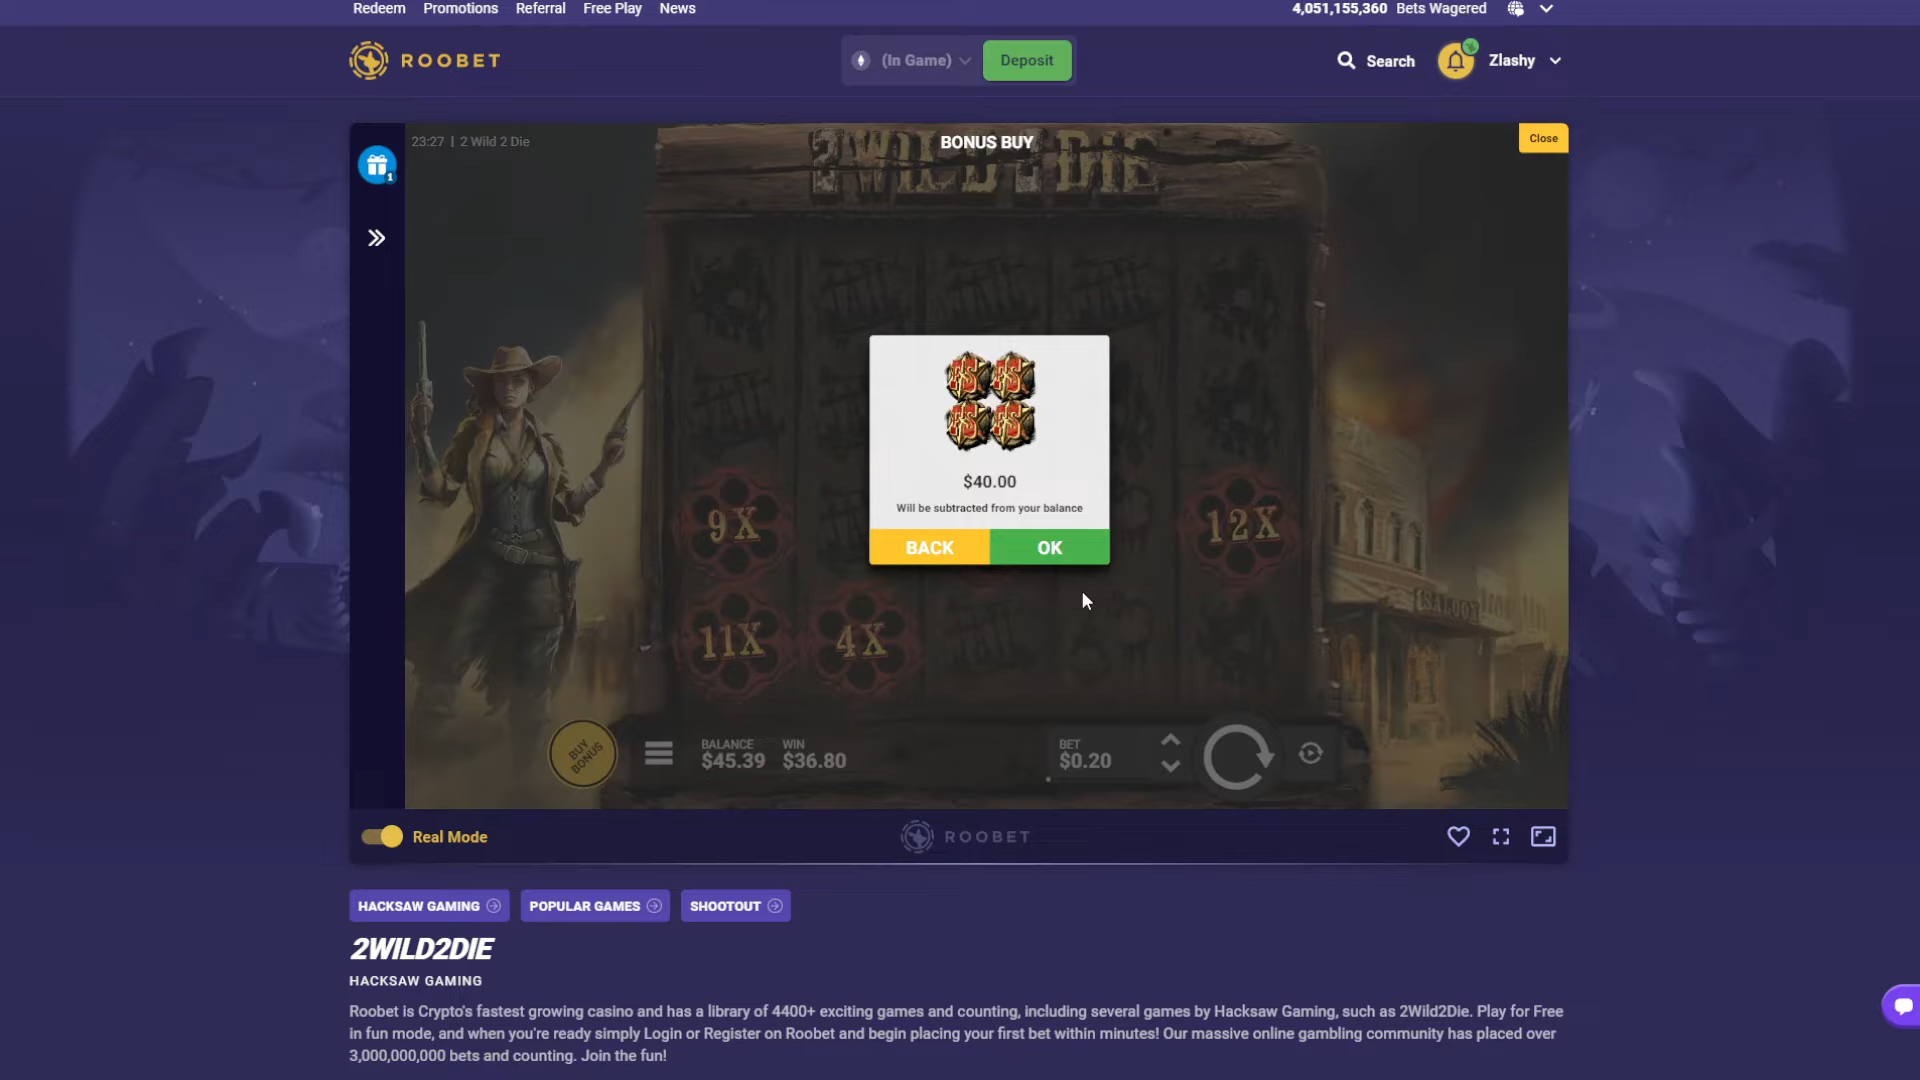 Redeem Promotions Referral Free Play News 4,051,155,360 Bets Wagered
ROOBET (In Game) Deposit Search Zlashy
23:27 | 2 Wild 2 Die BONUS BUY Close
2 WILD 2 DIE
1
$40.00
Will be subtracted from your balance
BACK OK
9X 12X
11X 4X
SALOON
BUY BONUS
BALANCE WIN BET
$45.39 $36.80 $0.20
Real Mode ROOBET
HACKSAW GAMING POPULAR GAMES SHOOTOUT
2WILD2DIE
HACKSAW GAMING
Roobet is Crypto's fastest growing casino and has a library of 4400+ exciting games and counting, including several games by Hacksaw Gaming, such as 2Wild2Die. Play for Free
in fun mode, and when you're ready simply Login or Register on Roobet and begin placing your first bet within minutes! Our massive online gambling community has placed over
3,000,000,000 bets and counting. Join the fun!